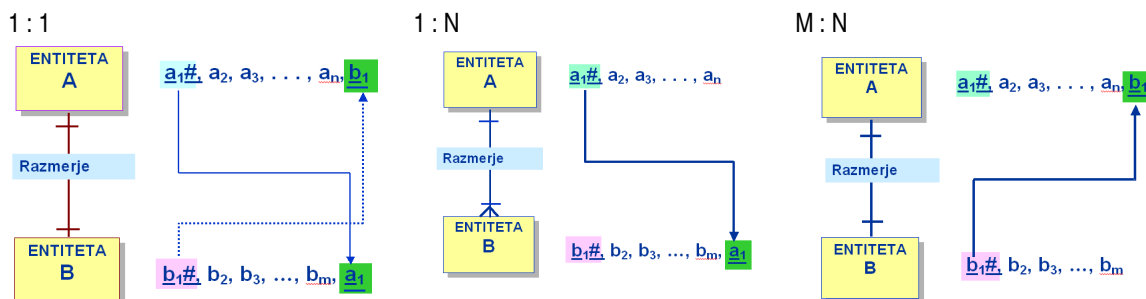 1 : 1
ENTITETA
A
a1#, a2, a3, . . . , an, b1
Razmerje
ENTITETA
B
b1#, b2, b3, ..., bm, a1
1 : N
ENTITETA
A
a1#, a2, a3, . . . , an
Razmerje
ENTITETA
B
b1#, b2, b3, ..., bm, a1
M : N
ENTITETA
A
a1#, a2, a3, . . . , an, b1
Razmerje
ENTITETA
B
b1#, b2, b3, ..., bm